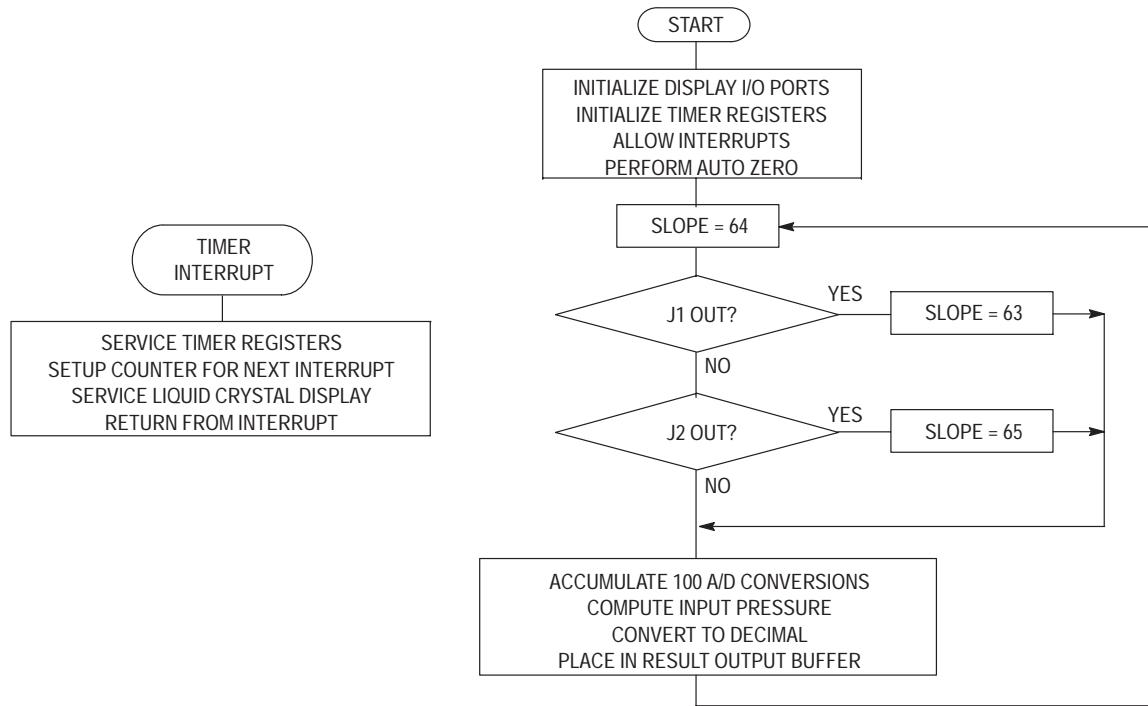 START
INITIALIZE DISPLAY I/O PORTS
INITIALIZE TIMER REGISTERS
ALLOW INTERRUPTS
PERFORM AUTO ZERO
SLOPE = 64
TIMER
INTERRUPT
SERVICE TIMER REGISTERS
SETUP COUNTER FOR NEXT INTERRUPT
SERVICE LIQUID CRYSTAL DISPLAY
RETURN FROM INTERRUPT
J1 OUT?
YES
SLOPE = 63
NO
J2 OUT?
YES
SLOPE = 65
NO
ACCUMULATE 100 A/D CONVERSIONS
COMPUTE INPUT PRESSURE
CONVERT TO DECIMAL
PLACE IN RESULT OUTPUT BUFFER